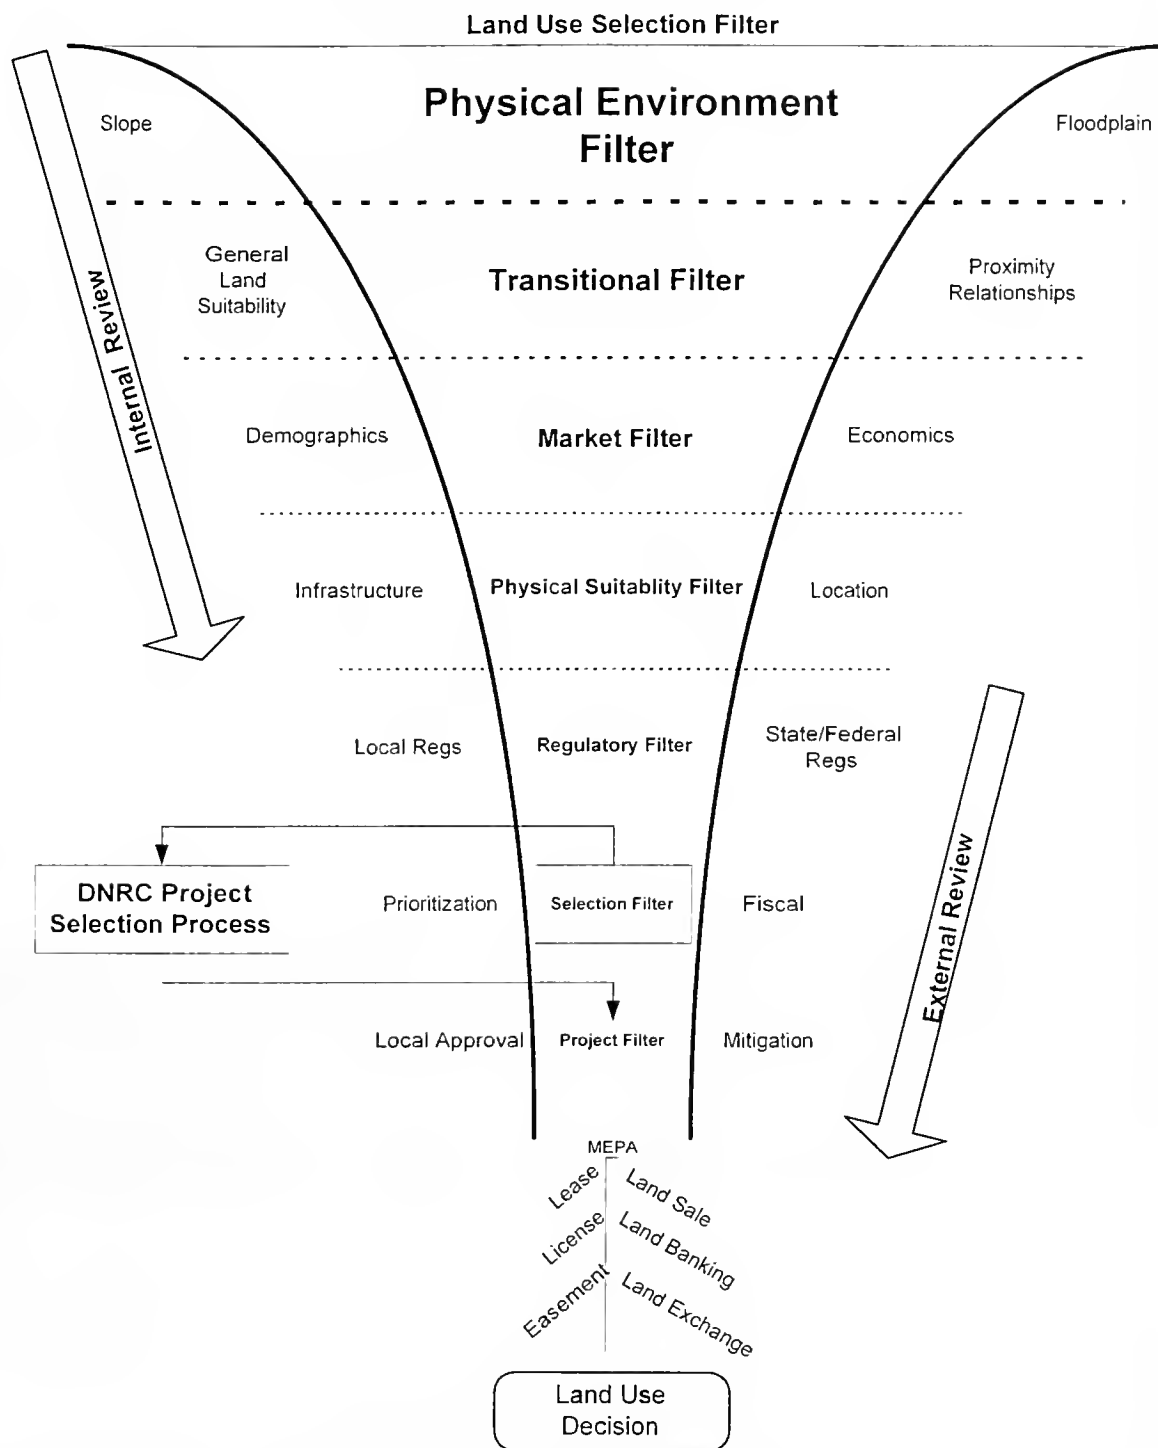 Land Use Selection Filter
Physical Environment
Filter
Slope
Floodplain
General
Land
Suitability
Transitional Filter
Proximity
Relationships
Internal Review
Demographics
Market Filter
Economics
Infrastructure
Physical Suitablity Filter
Location
Local Regs
Regulatory Filter
State/Federal
Regs
DNRC Project
Selection Process
Prioritization
Selection Filter
Fiscal
External Review
Local Approval
Project Filter
Mitigation
MEPA
Lease
Land Sale
License
Land Banking
Easement
Land Exchange
Land Use
Decision